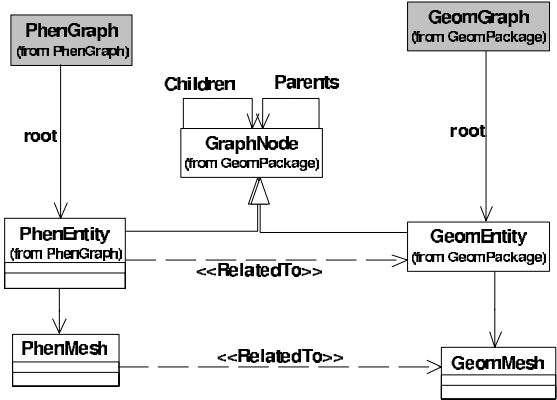 PhenGraph
(from PhenGraph)
GeomGraph
(from GeomPackage)
Children
Parents
root
GraphNode
(from GeomPackage)
root
PhenEntity
(from PhenGraph)
GeomEntity
(from GeomPackage)
<<RelatedTo>>
PhenMesh
<<RelatedTo>>
GeomMesh